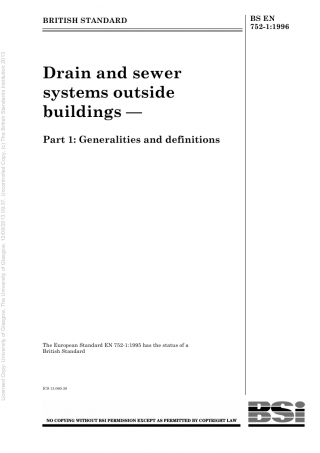 BRITISH STANDARD
BS EN
752-1:1996
Drain and sewer
systems outside
buildings —
Part 1: Generalities and definitions
The European Standard EN 752-1:1995 has the status of a
British Standard
NO COPYING WITHOUT BSI PERMISSION EXCEPT AS PERMITTED BY COPYRIGHT LAW
BSi